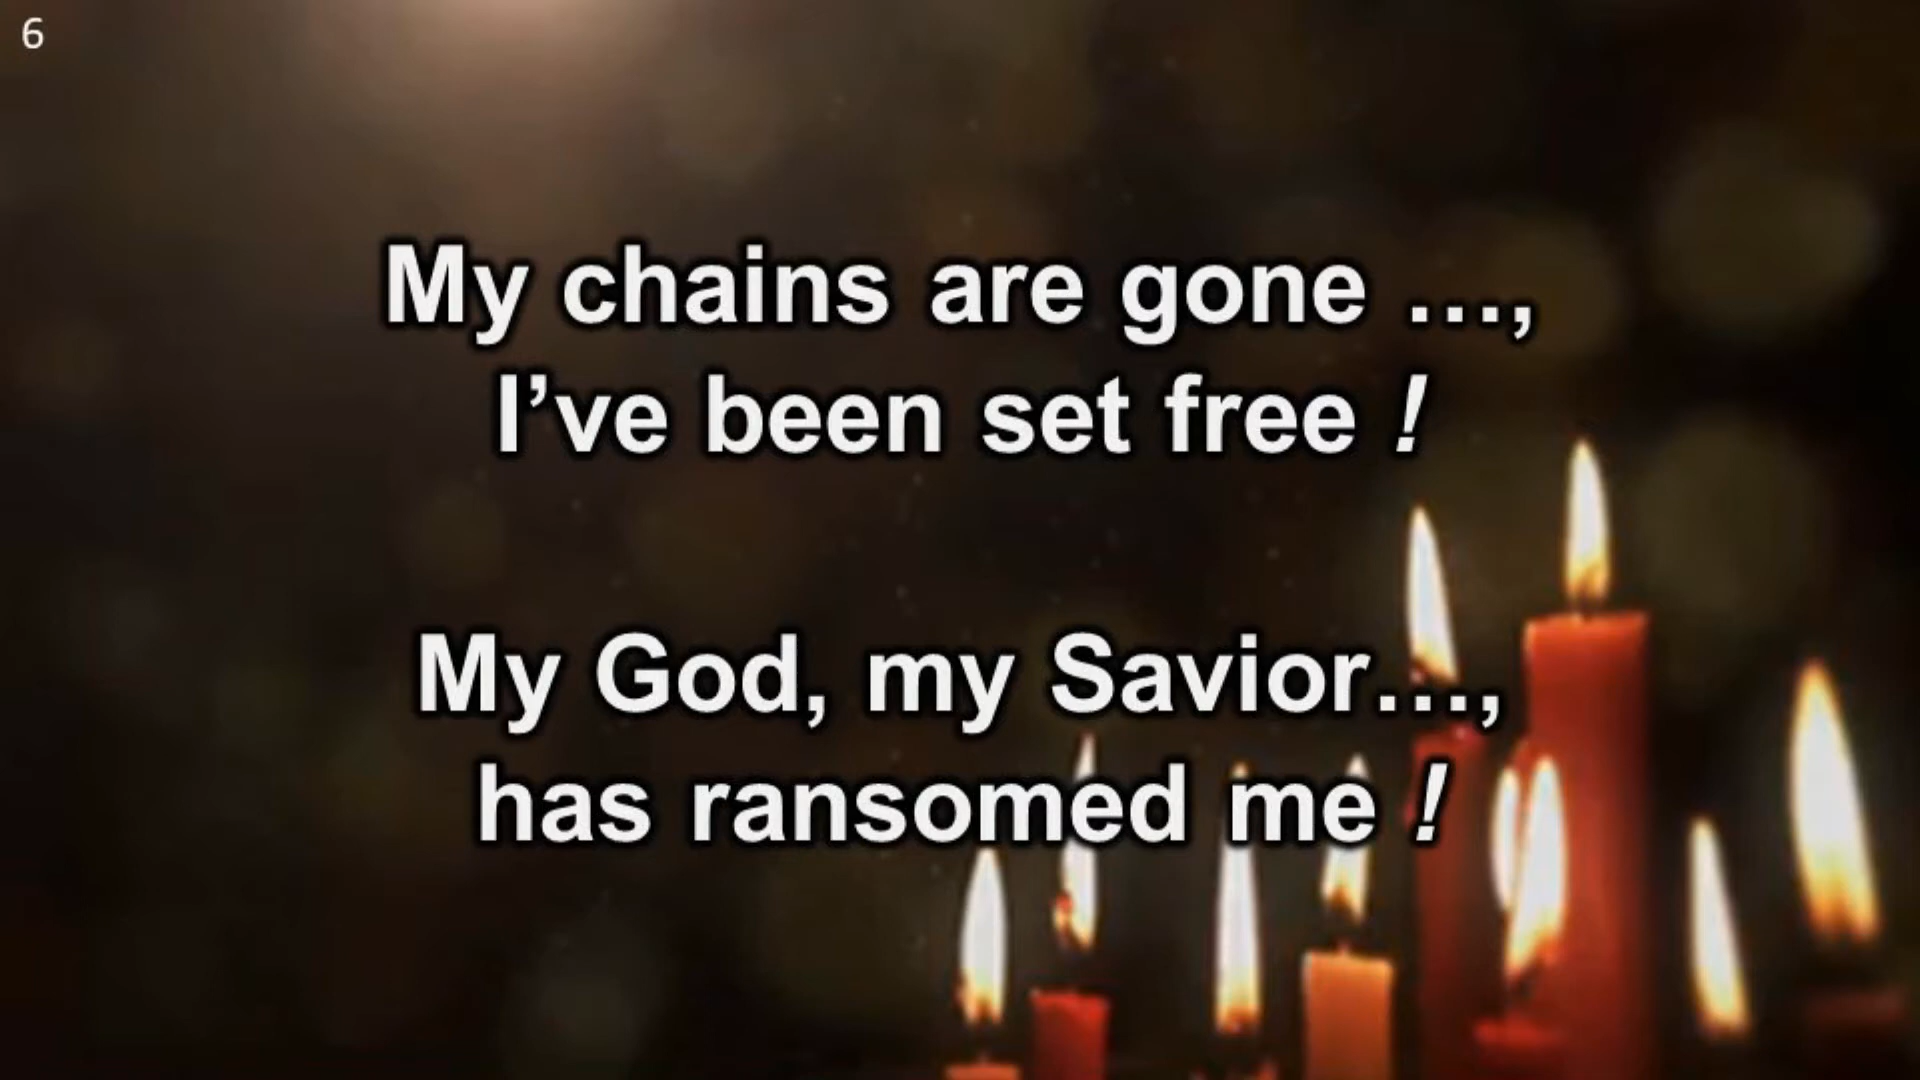 6
My chains are gone …,
I’ve been set free !
My God, my Savior…,
has ransomed me !